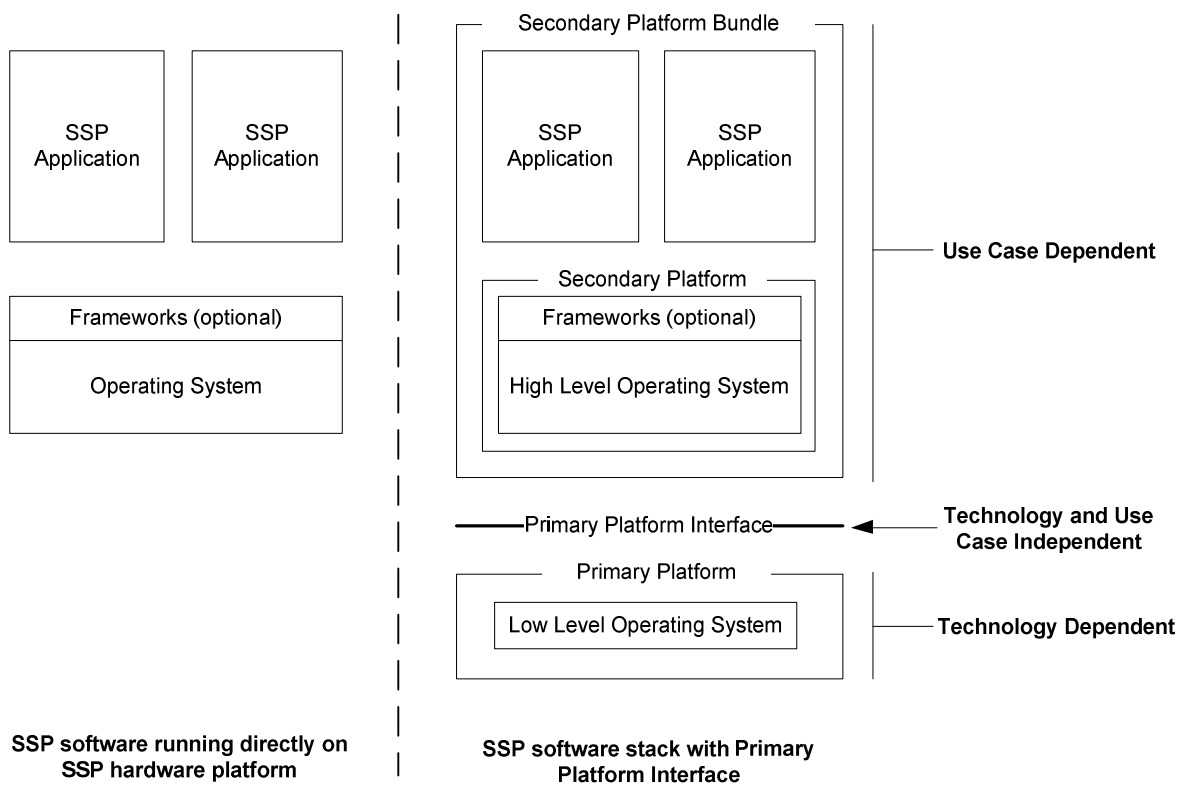 SSP
Application
SSP
Application
Frameworks (optional)
Operating System
SSP software running directly on
SSP hardware platform
Secondary Platform Bundle
SSP
Application
SSP
Application
Secondary Platform
Frameworks (optional)
High Level Operating System
Primary Platform Interface
Primary Platform
Low Level Operating System
SSP software stack with Primary
Platform Interface
Use Case Dependent
Technology and Use
Case Independent
Technology Dependent